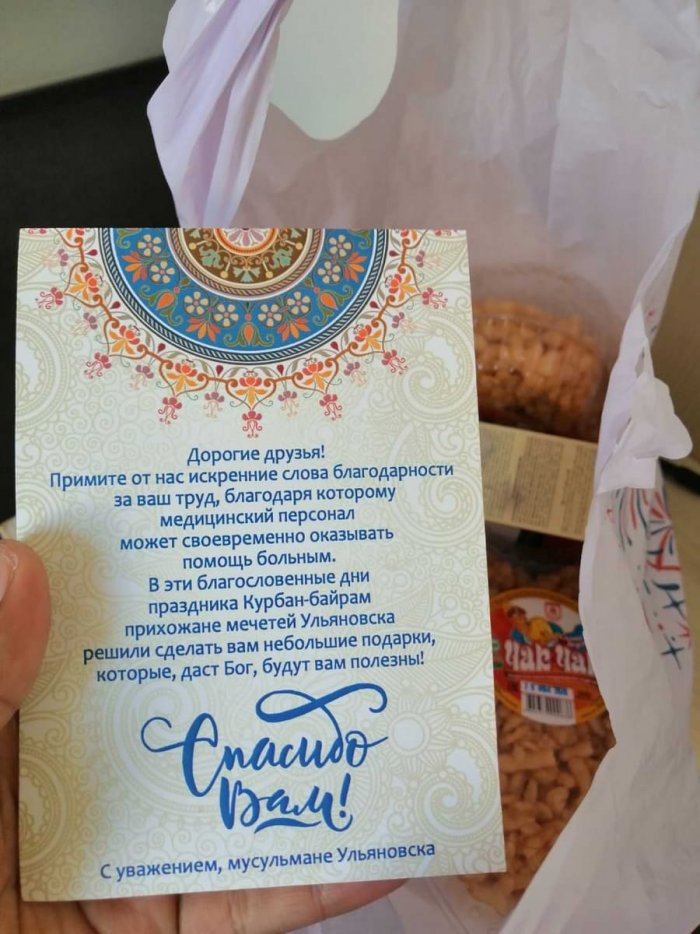 Дорогие друзья!
Примите от нас искренние слова благодарности
за ваш труд, благодаря которому
медицинский персонал
может своевременно оказывать
помощь больным.
В эти благословенные дни
праздника Курбан-байрам
прихожане мечетей Ульяновска
решили сделать вам небольшие подарки,
которые, даст Бог, будут вам полезны!
Спасибо
Вам!
С уважением, мусульмане Ульяновска
ЧАК ЧАК